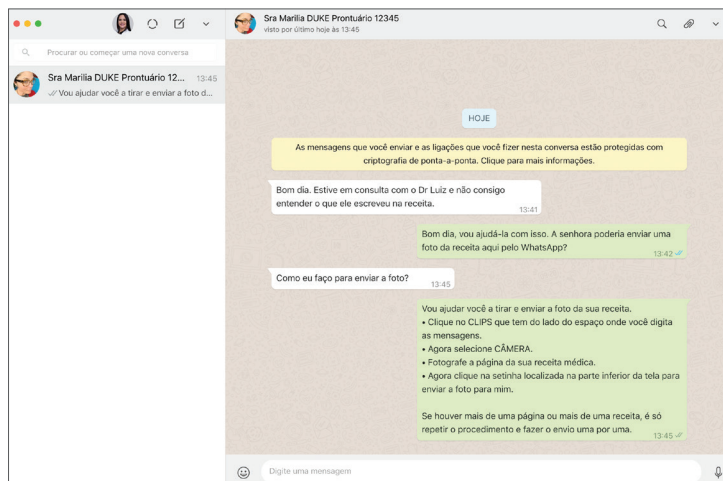 Procurar ou começar uma nova conversa
Sra Marilia DUKE Prontuário 12... 13:45
Vou ajudar você a tirar e enviar a foto d...
Sra Marilia DUKE Prontuário 12345
visto por último hoje às 13:45
HOJE
As mensagens que você enviar e as ligações que você fizer nesta conversa estão protegidas com
criptografia de ponta-a-ponta. Clique para mais informações.
Bom dia. Estive em consulta com o Dr Luiz e não consigo
entender o que ele escreveu na receita.
13:41
Bom dia, vou ajudá-la com isso. A senhora poderia enviar uma
foto da receita aqui pelo WhatsApp?
13:42
Como eu faço para enviar a foto?
13:45
Vou ajudar você a tirar e enviar a foto da sua receita.
• Clique no CLIPS que tem do lado do espaço onde você digita
as mensagens.
• Agora selecione CÂMERA.
• Fotografe a página da sua receita médica.
• Agora clique na setinha localizada na parte inferior da tela para
enviar a foto para mim.
Se houver mais de uma página ou mais de uma receita, é só
repetir o procedimento e fazer o envio uma por uma.
13:45
Digite uma mensagem